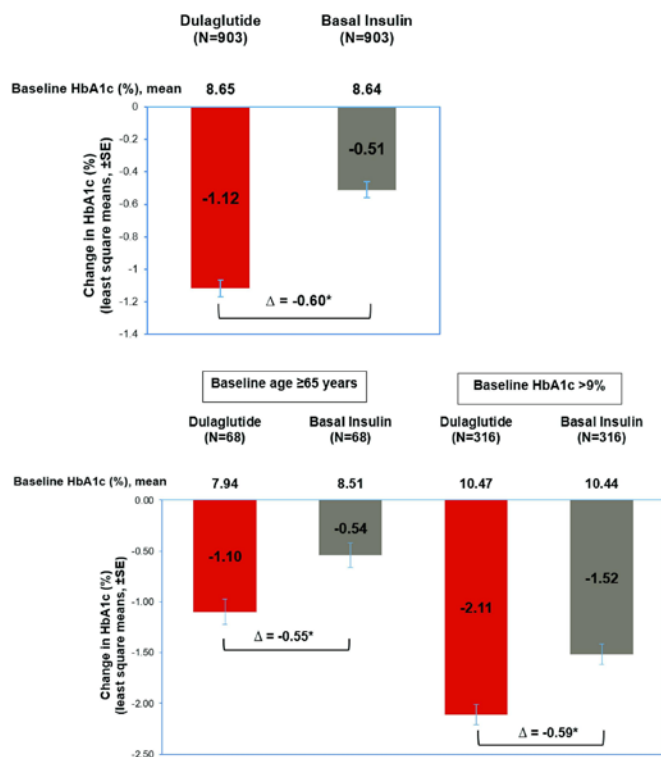 Dulaglutide Basal Insulin
(N=903) (N=903)
Baseline HbA1c (%), mean 8.65 8.64
0
-0.2
-0.4
-0.6
-0.8
-1
-1.2
-1.4
Change in HbA1c (%)
(least square means, ±SE)
-1.12
-0.51
Δ = -0.60*
Baseline age ≥65 years Baseline HbA1c >9%
Dulaglutide Basal Insulin Dulaglutide Basal Insulin
(N=68) (N=68) (N=316) (N=316)
Baseline HbA1c (%), mean 7.94 8.51 10.47 10.44
0.00
-0.50
-1.00
-1.50
-2.00
-2.50
Change in HbA1c (%)
(least square means, ±SE)
-1.10
-0.54
-2.11
-1.52
Δ = -0.55*
Δ = -0.59*